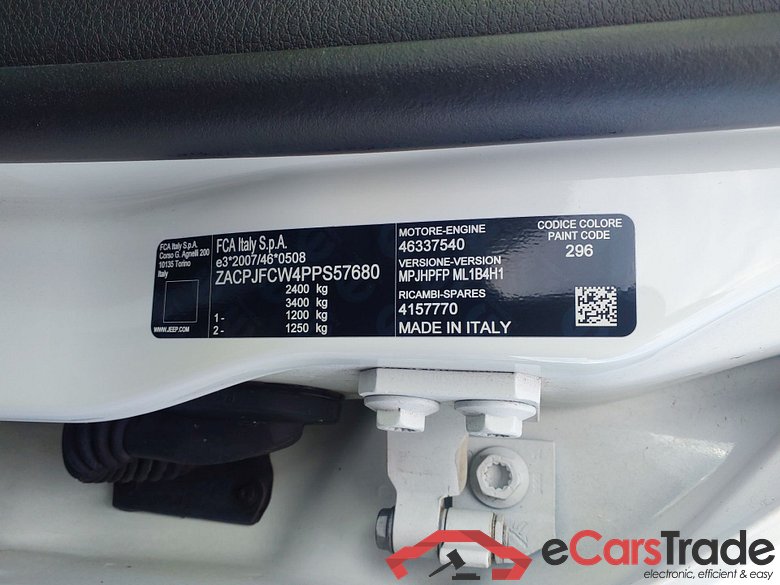 FCA Italy S.p.A.
Corso G. Agnelli 200
10135 Torino
WWW.JEEP.COM
FCA Italy S.p.A.
e3*2007/46*0508
ZACPJFCW4PPS57680
2400 kg
3400 kg
1 - 1200 kg
2 - 1250 kg
MOTORE-ENGINE
46337540
VERSIONE-VERSION
MPJHPFP ML1B4H1
RICAMBI-SPARES
4157770
MADE IN ITALY
CODICE COLORE
PAINT CODE
296
eCarsTrade
electronic, efficient & easy